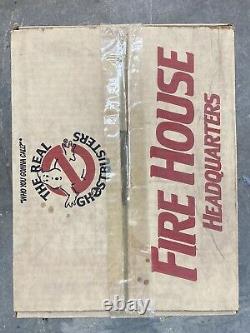 "WHO YOU GONNA CALL?"
THE REAL
GHOSTBUSTERS
FIRE HOUSE
HEADQUARTERS